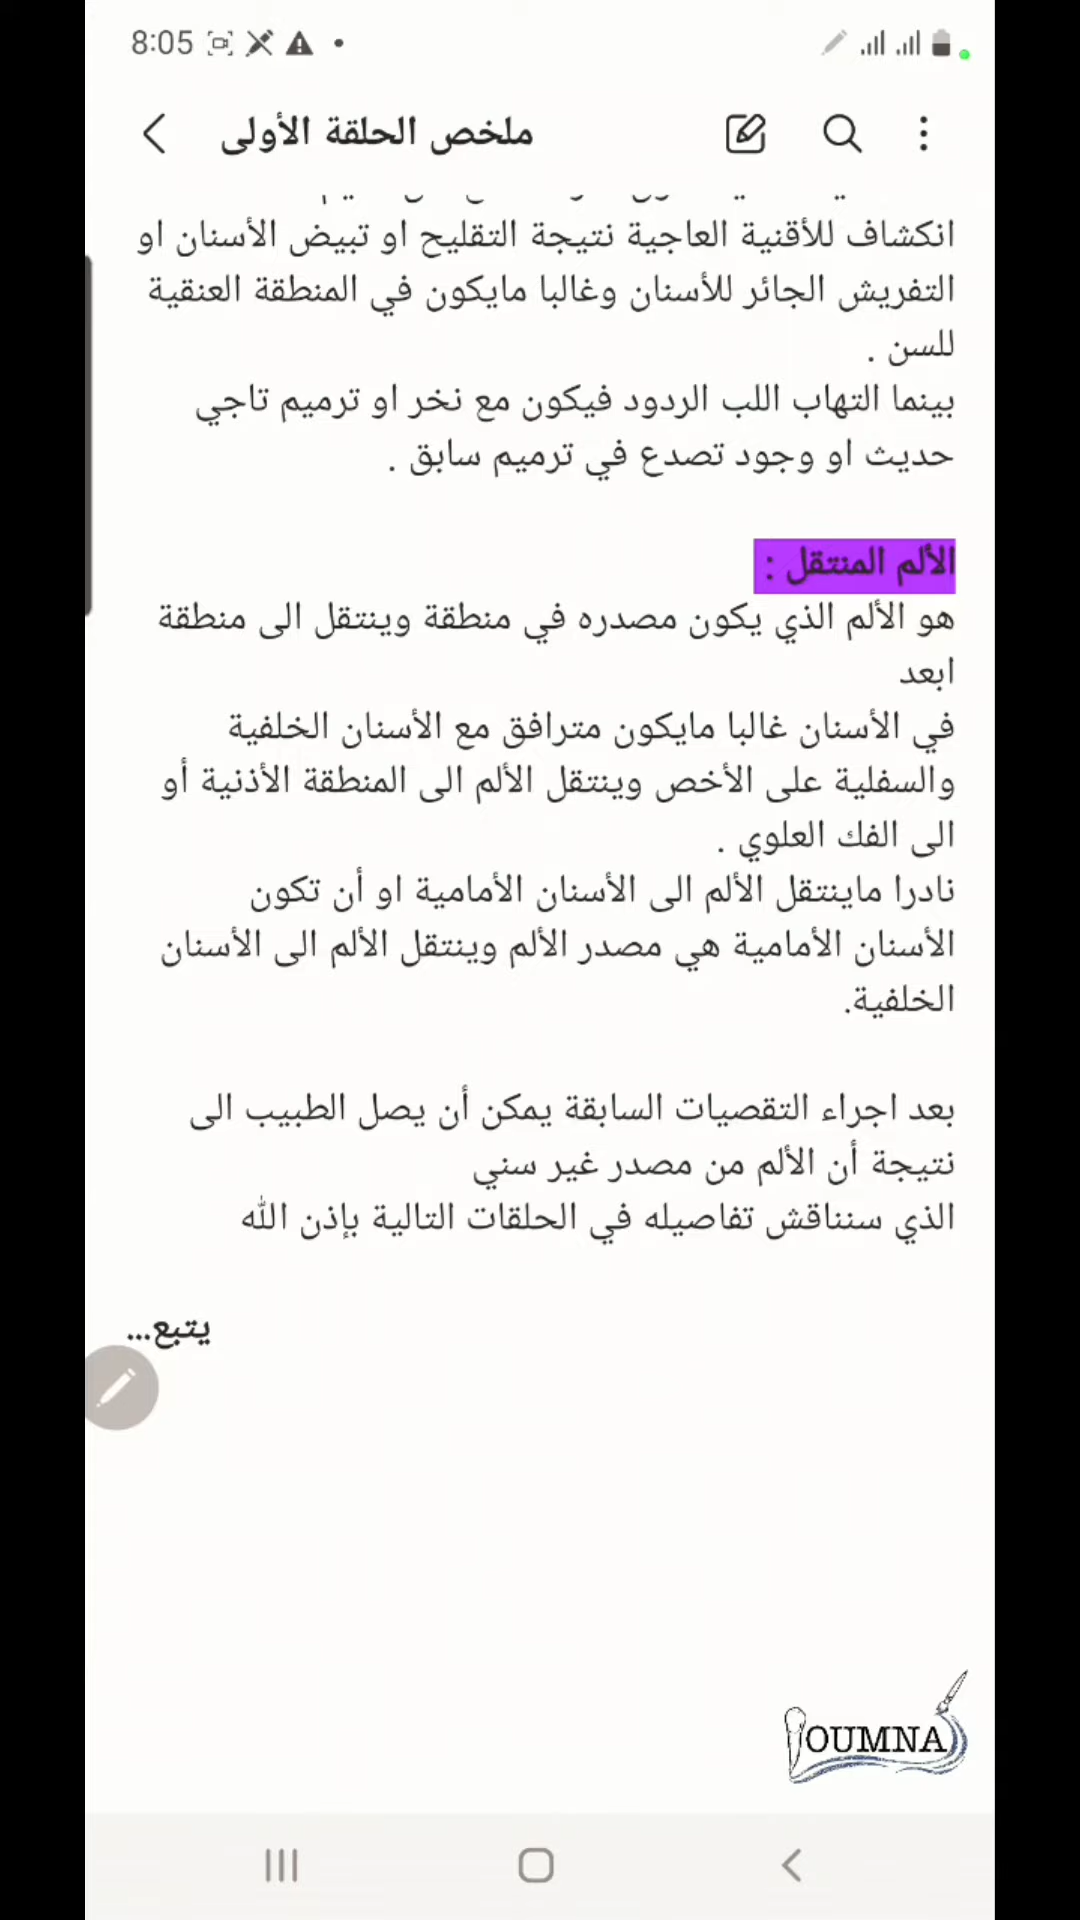 8:05
ملخص الحلقة الأولى
انكشاف للأقنية العاجية نتيجة التقليح او تبيض الأسنان او
التفريش الجائر للأسنان وغالبا مايكون في المنطقة العنقية
للسن .
بينما التهاب اللب الردود فيكون مع نخر او ترميم تاجي
حديث او وجود تصدع في ترميم سابق .
الألم المنتقل :
هو الألم الذي يكون مصدره في منطقة وينتقل الى منطقة
ابعد
في الأسنان غالبا مايكون مترافق مع الأسنان الخلفية
والسفلية على الأخص وينتقل الألم الى المنطقة الأذنية أو
الى الفك العلوي .
نادرا ماينتقل الألم الى الأسنان الأمامية او أن تكون
الأسنان الأمامية هي مصدر الألم وينتقل الألم الى الأسنان
الخلفية.
بعد اجراء التقصيات السابقة يمكن أن يصل الطبيب الى
نتيجة أن الألم من مصدر غير سني
الذي سنناقش تفاصيله في الحلقات التالية بإذن الله
يتبع...
OUMNA